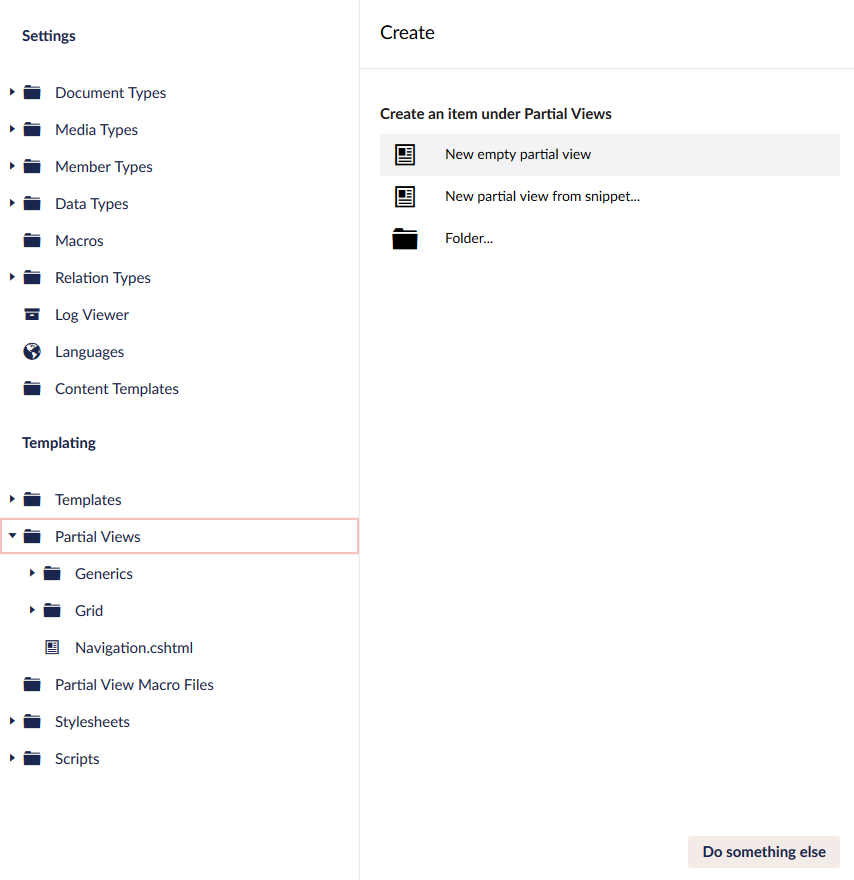 Settings
Document Types
Media Types
Member Types
Data Types
Macros
Relation Types
Log Viewer
Languages
Content Templates
Templating
Templates
Partial Views
Generics
Grid
Navigation.cshtml
Partial View Macro Files
Stylesheets
Scripts
Create
Create an item under Partial Views
New empty partial view
New partial view from snippet...
Folder...
Do something else